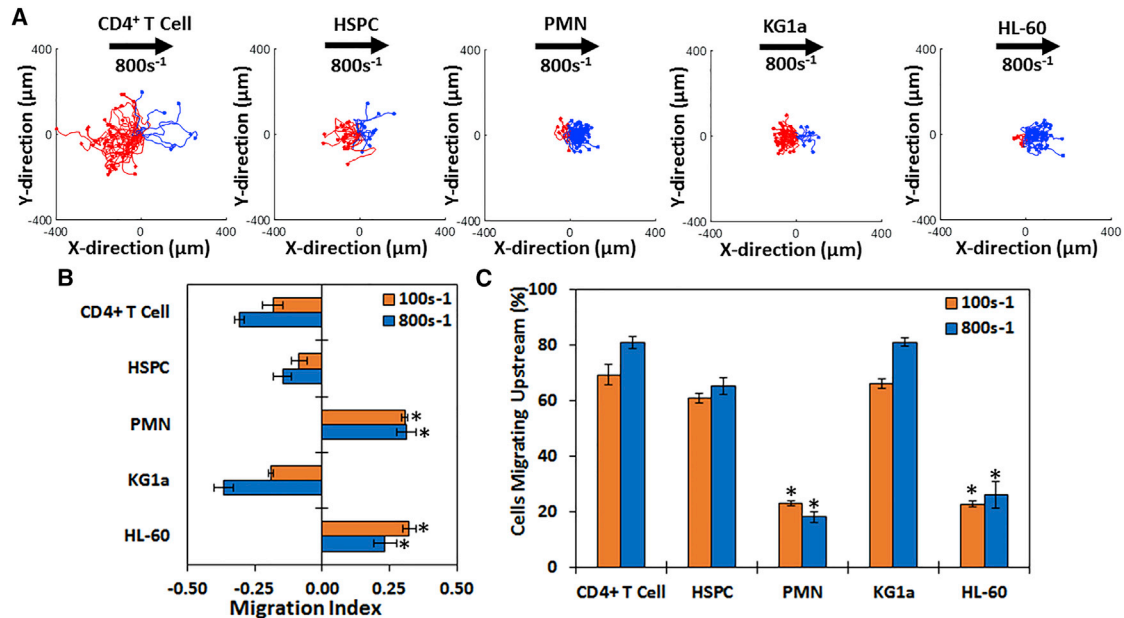 A
CD4+ T Cell
800s-1
HSPC
800s-1
PMN
800s-1
KG1a
800s-1
HL-60
800s-1
Y-direction (µm)
400
0
-400
-400
0
400
X-direction (µm)
Y-direction (µm)
400
0
-400
-400
0
400
X-direction (µm)
Y-direction (µm)
400
0
-400
-400
0
400
X-direction (µm)
Y-direction (µm)
400
0
-400
-400
0
400
X-direction (µm)
Y-direction (µm)
400
0
-400
-400
0
400
X-direction (µm)
B
100s-1
800s-1
CD4+ T Cell
HSPC
PMN
*
*
KG1a
HL-60
*
*
-0.50
-0.25
0.00
0.25
0.50
Migration Index
C
Cells Migrating Upstream (%)
100
80
60
40
20
0
100s-1
800s-1
* *
* *
CD4+ T Cell
HSPC
PMN
KG1a
HL-60